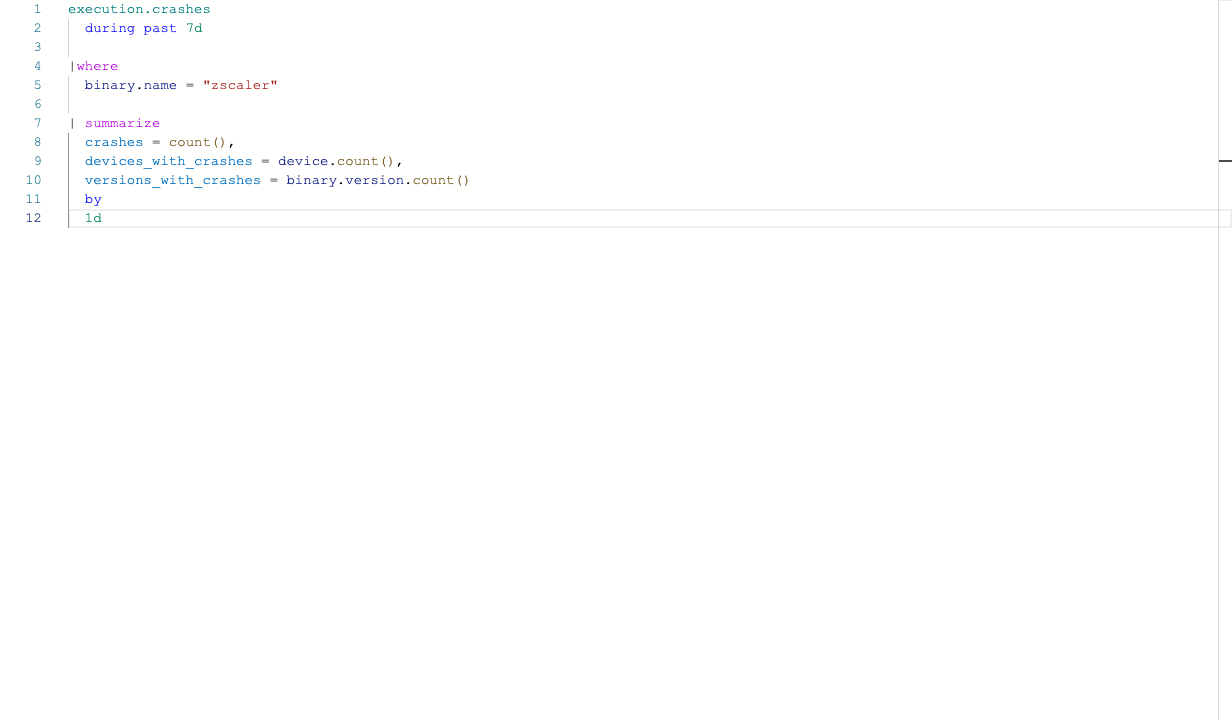 1 execution.crashes
2 during past 7d
3
4 |where
5 binary.name = "zscaler"
6
7 | summarize
8 crashes = count(),
9 devices_with_crashes = device.count(),
10 versions_with_crashes = binary.version.count()
11 by
12 1d